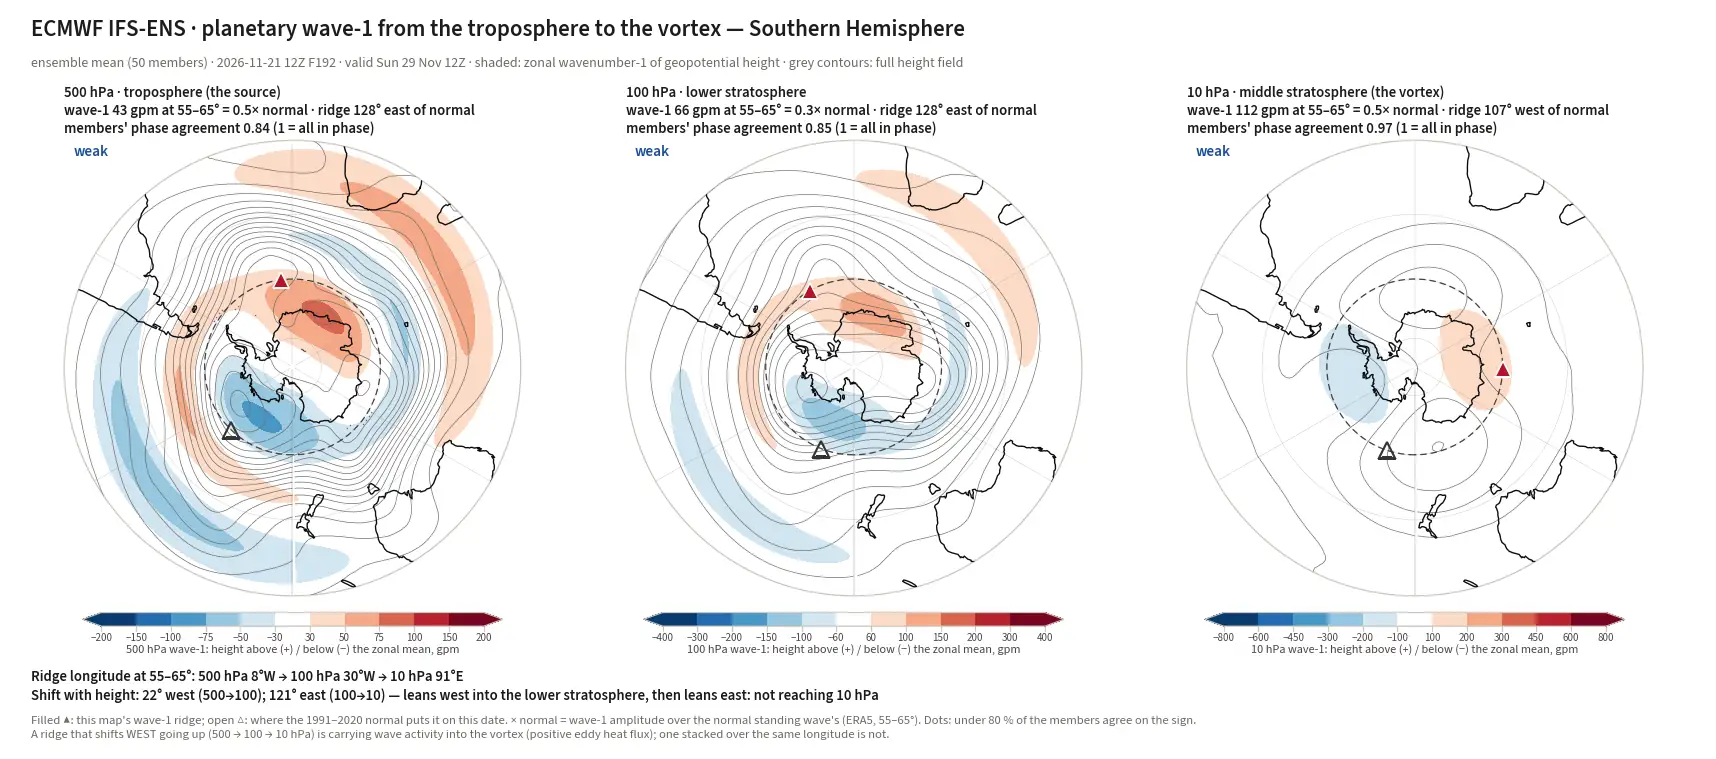 ECMWF IFS-ENS · planetary wave-1 from the troposphere to the vortex — Southern Hemisphere
ensemble mean (50 members) · 2026-11-21 12Z F192 · valid Sun 29 Nov 12Z · shaded: zonal wavenumber-1 of geopotential height · grey contours: full height field
500 hPa · troposphere (the source)
wave-1 43 gpm at 55–65° = 0.5× normal · ridge 128° east of normal
members' phase agreement 0.84 (1 = all in phase)
weak
100 hPa · lower stratosphere
wave-1 66 gpm at 55–65° = 0.3× normal · ridge 128° east of normal
members' phase agreement 0.85 (1 = all in phase)
weak
10 hPa · middle stratosphere (the vortex)
wave-1 112 gpm at 55–65° = 0.5× normal · ridge 107° west of normal
members' phase agreement 0.97 (1 = all in phase)
weak
−200 −150 −100 −75 −50 −30 30 50 75 100 150 200
500 hPa wave-1: height above (+) / below (−) the zonal mean, gpm
−400 −300 −200 −150 −100 −60 60 100 150 200 300 400
100 hPa wave-1: height above (+) / below (−) the zonal mean, gpm
−800 −600 −450 −300 −200 −100 100 200 300 450 600 800
10 hPa wave-1: height above (+) / below (−) the zonal mean, gpm
Ridge longitude at 55–65°: 500 hPa 8°W → 100 hPa 30°W → 10 hPa 91°E
Shift with height: 22° west (500→100); 121° east (100→10) — leans west into the lower stratosphere, then leans east: not reaching 10 hPa
Filled ▲: this map's wave-1 ridge; open △: where the 1991–2020 normal puts it on this date. × normal = wave-1 amplitude over the normal standing wave's (ERA5, 55–65°). Dots: under 80 % of the members agree on the sign.
A ridge that shifts WEST going up (500 → 100 → 10 hPa) is carrying wave activity into the vortex (positive eddy heat flux); one stacked over the same longitude is not.